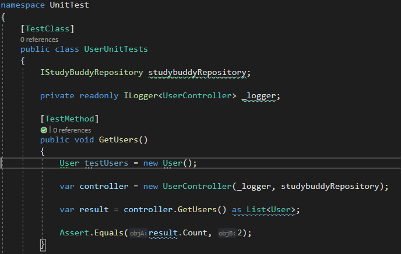 namespace UnitTest
{
[TestClass]
0 references
public class UserUnitTests
{
IStudyBuddyRepository studybuddyRepository;
private readonly ILogger<UserController> _logger;
[TestMethod]
0 references
public void GetUsers()
{
User testUsers = new User();
var controller = new UserController(_logger, studybuddyRepository);
var result = controller.GetUsers() as List<User>;
Assert.Equals(objA: result.Count, objB: 2);
}